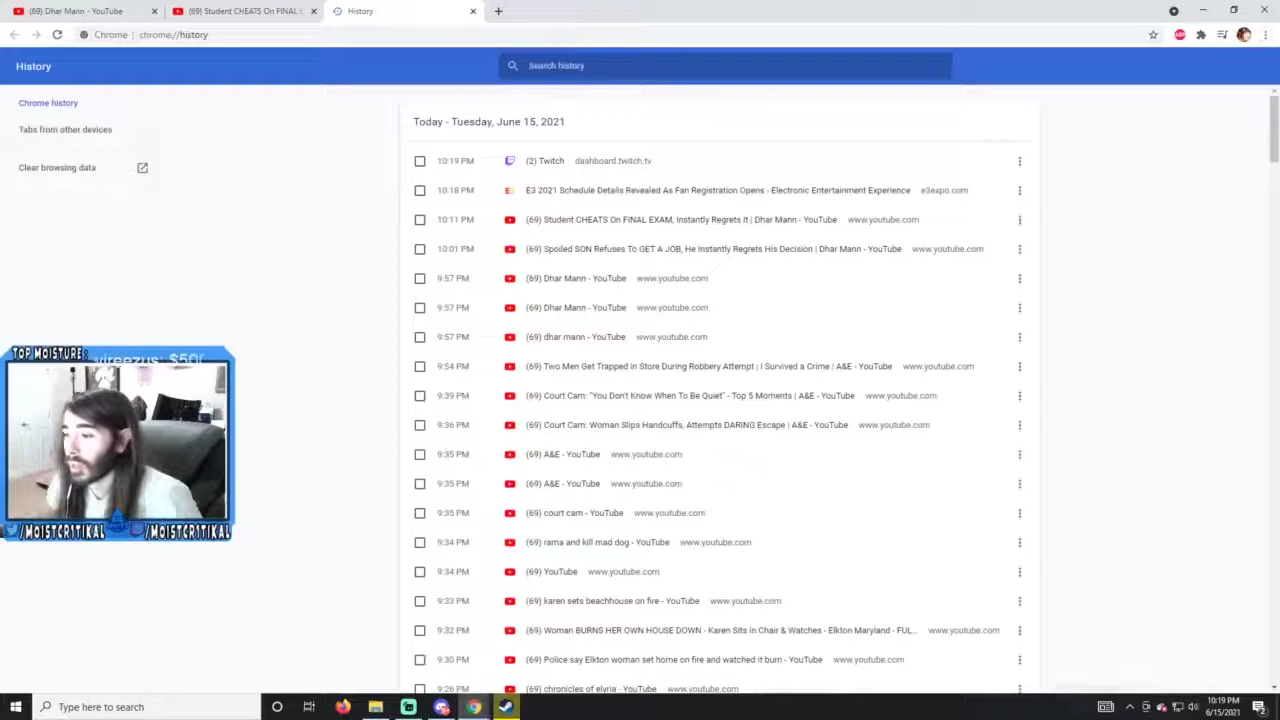 (69) Dhar Mann - YouTube
(69) Student CHEATS On FINAL E
History
Chrome | chrome://history
ABP
History
Search history
Chrome history
Tabs from other devices
Clear browsing data
Today - Tuesday, June 15, 2021
10:19 PM (2) Twitch dashboard.twitch.tv
10:18 PM E3 2021 Schedule Details Revealed As Fan Registration Opens - Electronic Entertainment Experience e3expo.com
10:11 PM (69) Student CHEATS On FINAL EXAM, Instantly Regrets It | Dhar Mann - YouTube www.youtube.com
10:01 PM (69) Spoiled SON Refuses To GET A JOB, He Instantly Regrets His Decision | Dhar Mann - YouTube www.youtube.com
9:57 PM (69) Dhar Mann - YouTube www.youtube.com
9:57 PM (69) Dhar Mann - YouTube www.youtube.com
9:57 PM (69) dhar mann - YouTube www.youtube.com
9:54 PM (69) Two Men Get Trapped in Store During Robbery Attempt | I Survived a Crime | A&E - YouTube www.youtube.com
9:39 PM (69) Court Cam: "You Don't Know When To Be Quiet" - Top 5 Moments | A&E - YouTube www.youtube.com
9:36 PM (69) Court Cam: Woman Slips Handcuffs, Attempts DARING Escape | A&E - YouTube www.youtube.com
9:35 PM (69) A&E - YouTube www.youtube.com
9:35 PM (69) A&E - YouTube www.youtube.com
9:35 PM (69) court cam - YouTube www.youtube.com
9:34 PM (69) rama and kill mad dog - YouTube www.youtube.com
9:34 PM (69) YouTube www.youtube.com
9:33 PM (69) karen sets beachhouse on fire - YouTube www.youtube.com
9:32 PM (69) Woman BURNS HER OWN HOUSE DOWN - Karen Sits in Chair & Watches - Elkton Maryland - FUL... www.youtube.com
9:30 PM (69) Police say Elkton woman set home on fire and watched it burn - YouTube www.youtube.com
9:26 PM (69) chronicles of elyria - YouTube www.youtube.com
TOP MOISTURE:
/MOISTCRITIKAL /MOISTCRITIKAL
Type here to search
10:19 PM
6/15/2021
2